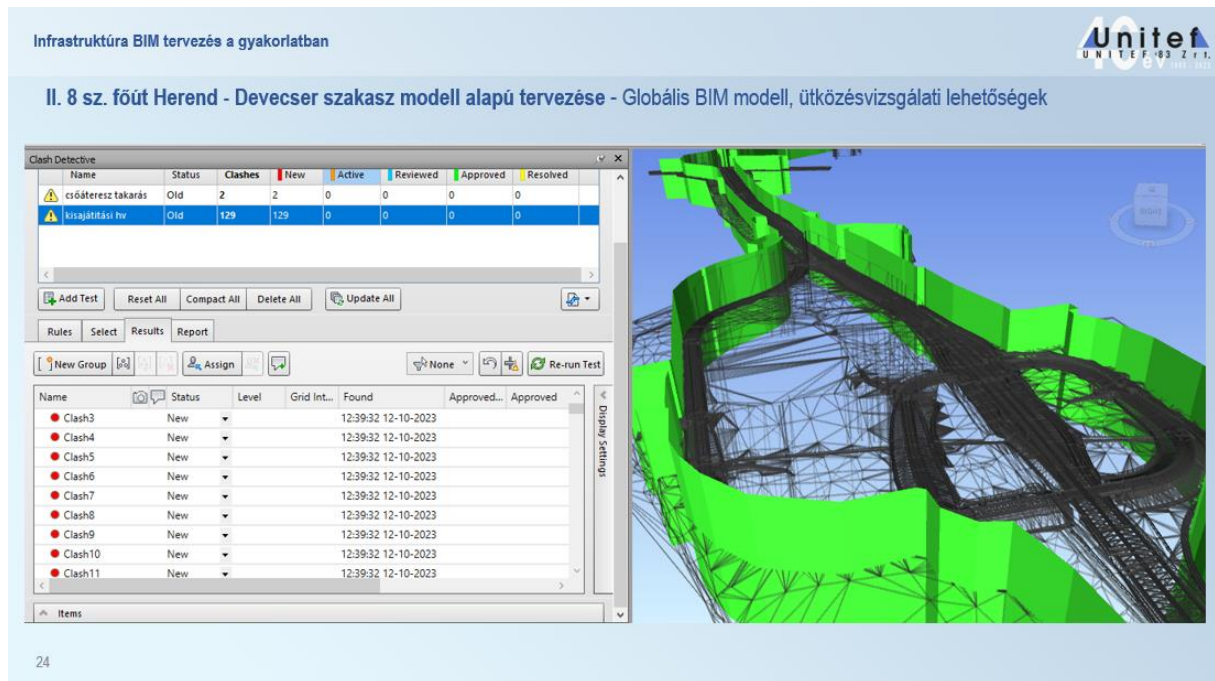 Infrastruktúra BIM tervezés a gyakorlatban
40 év
Unitef
UNITEF '83 Zrt.
II. 8 sz. főút Herend - Devecser szakasz modell alapú tervezése - Globális BIM modell, ütközésvizsgálati lehetőségek
Clash Detective
Name Status Clashes New Active Reviewed Approved Resolved
csőáteresz takarás Old 2 2 0 0 0 0
kisajátítási hv Old 129 129 0 0 0 0
Add Test Reset All Compact All Delete All Update All
Rules Select Results Report
New Group Assign None Re-run Test
Name Status Level Grid Int... Found Approved... Approved
Clash3 New 12:39:32 12-10-2023
Clash4 New 12:39:32 12-10-2023
Clash5 New 12:39:32 12-10-2023
Clash6 New 12:39:32 12-10-2023
Clash7 New 12:39:32 12-10-2023
Clash8 New 12:39:32 12-10-2023
Clash9 New 12:39:32 12-10-2023
Clash10 New 12:39:32 12-10-2023
Clash11 New 12:39:32 12-10-2023
Display Settings
Items
RIGHT
24